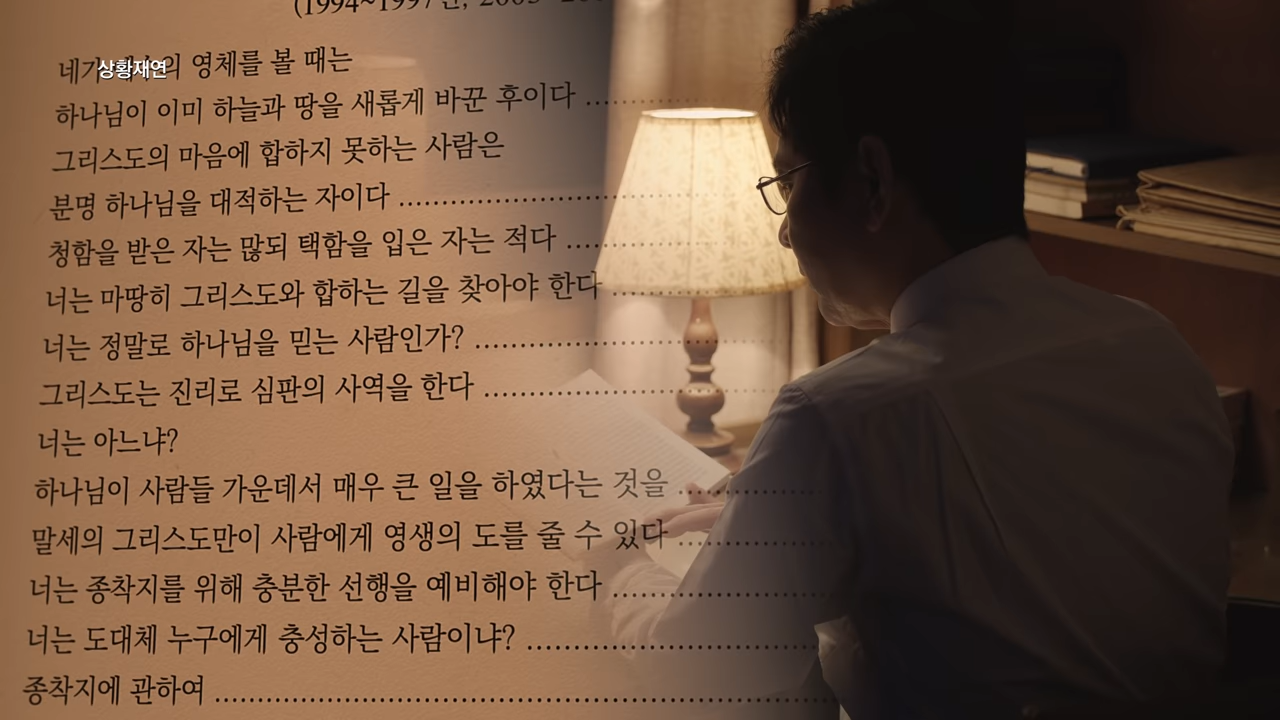 (1994~1997
상황재연
네가 의 영체를 볼 때는
하나님이 이미 하늘과 땅을 새롭게 바꾼 후이다
그리스도의 마음에 합하지 못하는 사람은
분명 하나님을 대적하는 자이다
청함을 받은 자는 많되 택함을 입은 자는 적다
너는 마땅히 그리스도와 합하는 길을 찾아야 한다
너는 정말로 하나님을 믿는 사람인가?
그리스도는 진리로 심판의 사역을 한다
너는 아느냐?
하나님이 사람들 가운데서 매우 큰 일을 하였다는 것을
말세의 그리스도만이 사람에게 영생의 도를 줄 수 있다
너는 종착지를 위해 충분한 선행을 예비해야 한다
너는 도대체 누구에게 충성하는 사람이냐?
종착지에 관하여